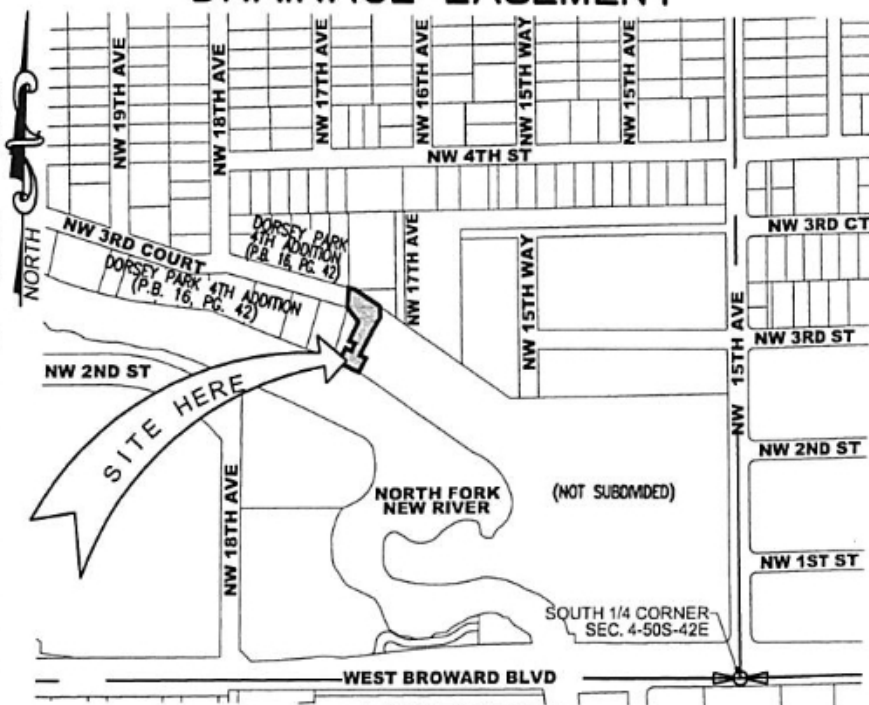 DRAINAGE EASEMENT
NW 19TH AVE
NW 18TH AVE
NW 17TH AVE
NW 16TH AVE
NW 15TH WAY
NW 15TH AVE
NW 4TH ST
NORTH
NW 3RD COURT
DORSEY PARK
4TH ADDITION
(P.B. 16, PG. 42)
DORSEY PARK 4TH ADDITION
(P.B. 16, PG. 42)
NW 17TH AVE
NW 15TH WAY
NW 15TH AVE
NW 3RD CT
NW 3RD ST
NW 2ND ST
SITE HERE
NW 18TH AVE
NORTH FORK
NEW RIVER
(NOT SUBDIVIDED)
NW 2ND ST
NW 1ST ST
SOUTH 1/4 CORNER
SEC. 4-50S-42E
WEST BROWARD BLVD